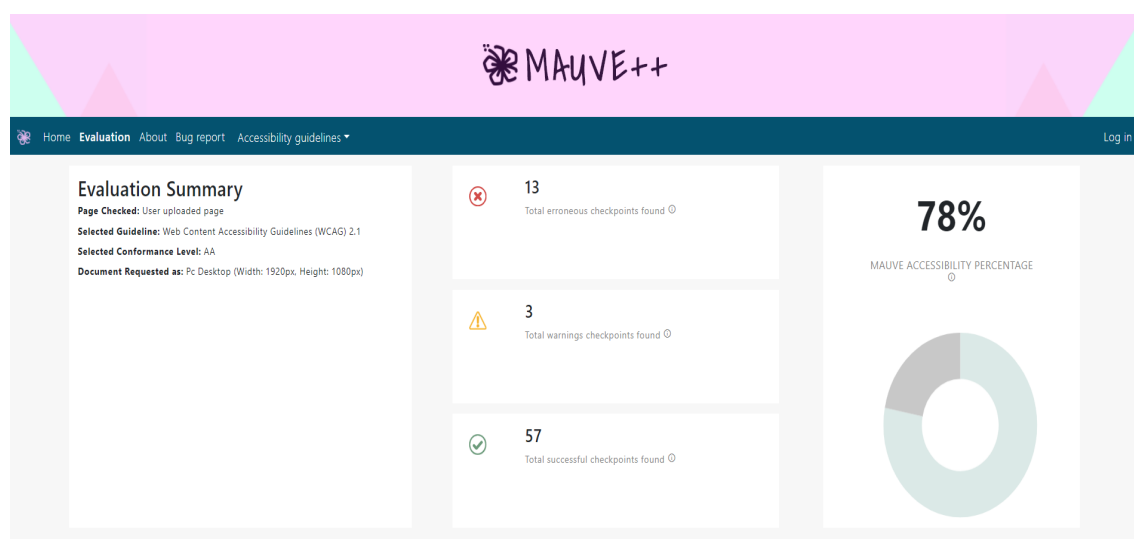 MAUVE++
Home Evaluation About Bug report Accessibility guidelines Log in
Evaluation Summary
Page Checked: User uploaded page
Selected Guideline: Web Content Accessibility Guidelines (WCAG) 2.1
Selected Conformance Level: AA
Document Requested as: Pc Desktop (Width: 1920px, Height: 1080px)
13
Total erroneous checkpoints found
3
Total warnings checkpoints found
57
Total successful checkpoints found
78%
MAUVE ACCESSIBILITY PERCENTAGE